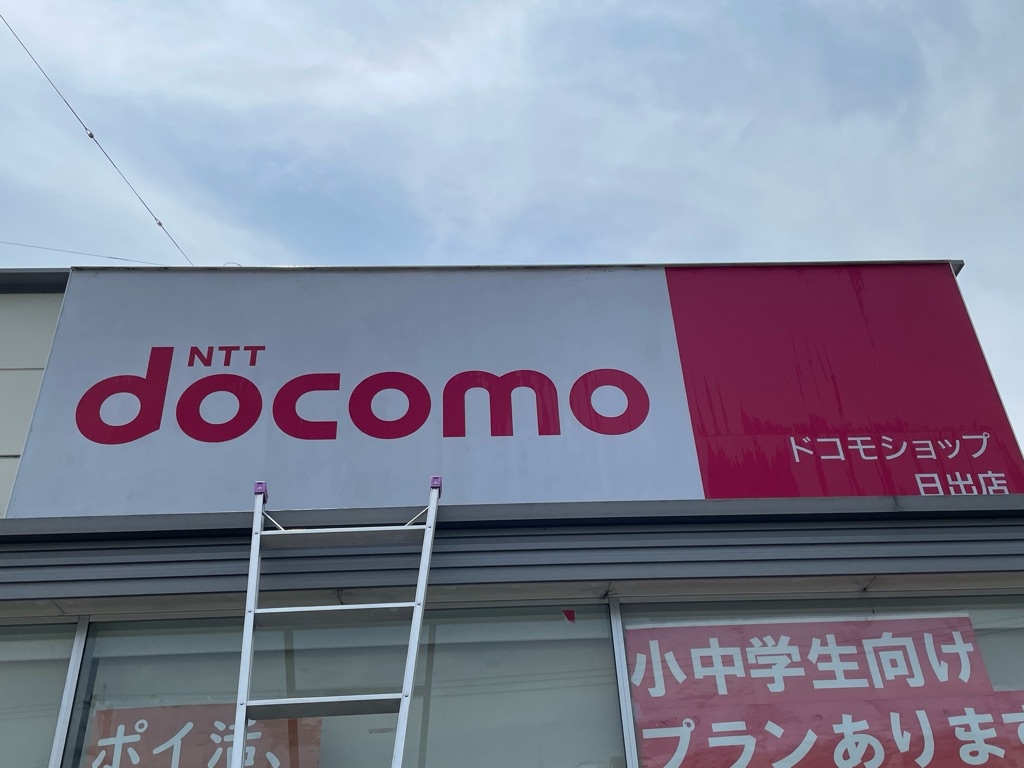 NTT
docomo
ドコモショップ
日出店
小中学生向け
プランあります
ポイ活、